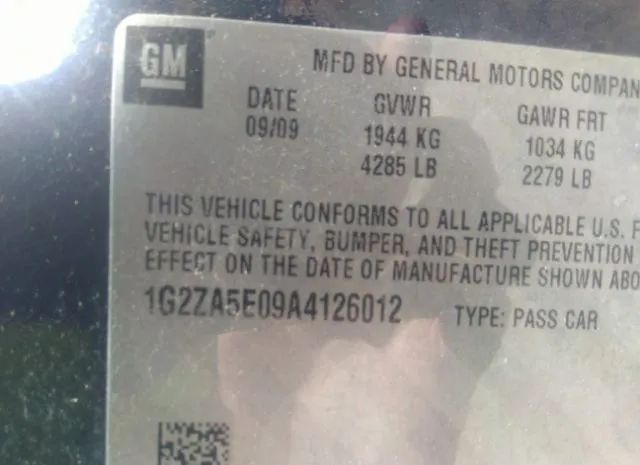 GM
MFD BY GENERAL MOTORS COMPAN
DATE GVWR GAWR FRT
09/09 1944 KG 1034 KG
4285 LB 2279 LB
THIS VEHICLE CONFORMS TO ALL APPLICABLE U.S. F
VEHICLE SAFETY, BUMPER, AND THEFT PREVENTION
EFFECT ON THE DATE OF MANUFACTURE SHOWN ABO
1G2ZA5E09A4126012 TYPE: PASS CAR